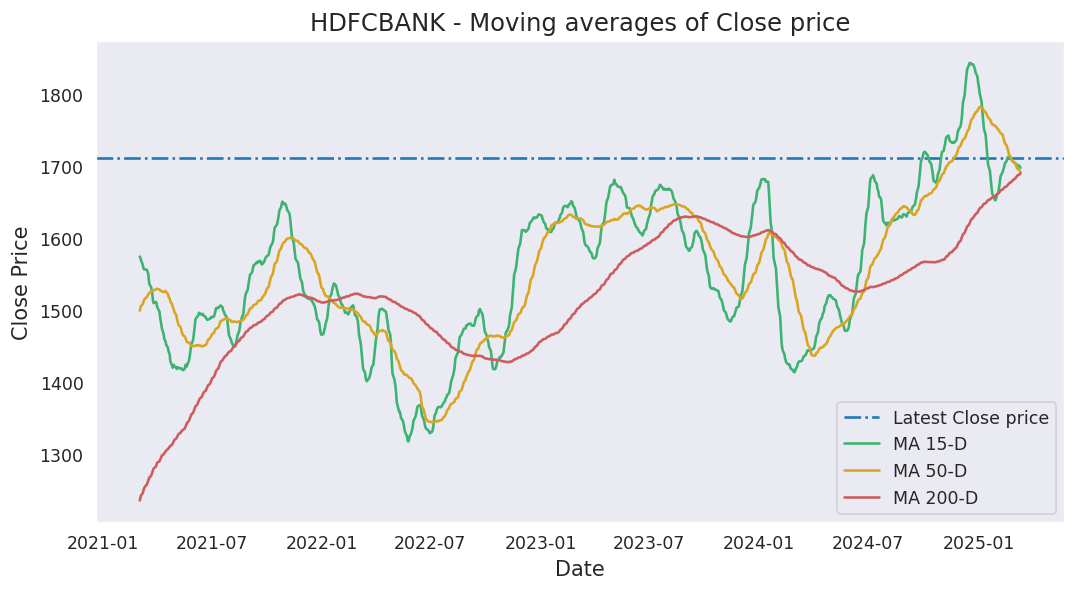 HDFCBANK - Moving averages of Close price
Close Price
1800
1700
1600
1500
1400
1300
2021-01 2021-07 2022-01 2022-07 2023-01 2023-07 2024-01 2024-07 2025-01
Date
Latest Close price
MA 15-D
MA 50-D
MA 200-D